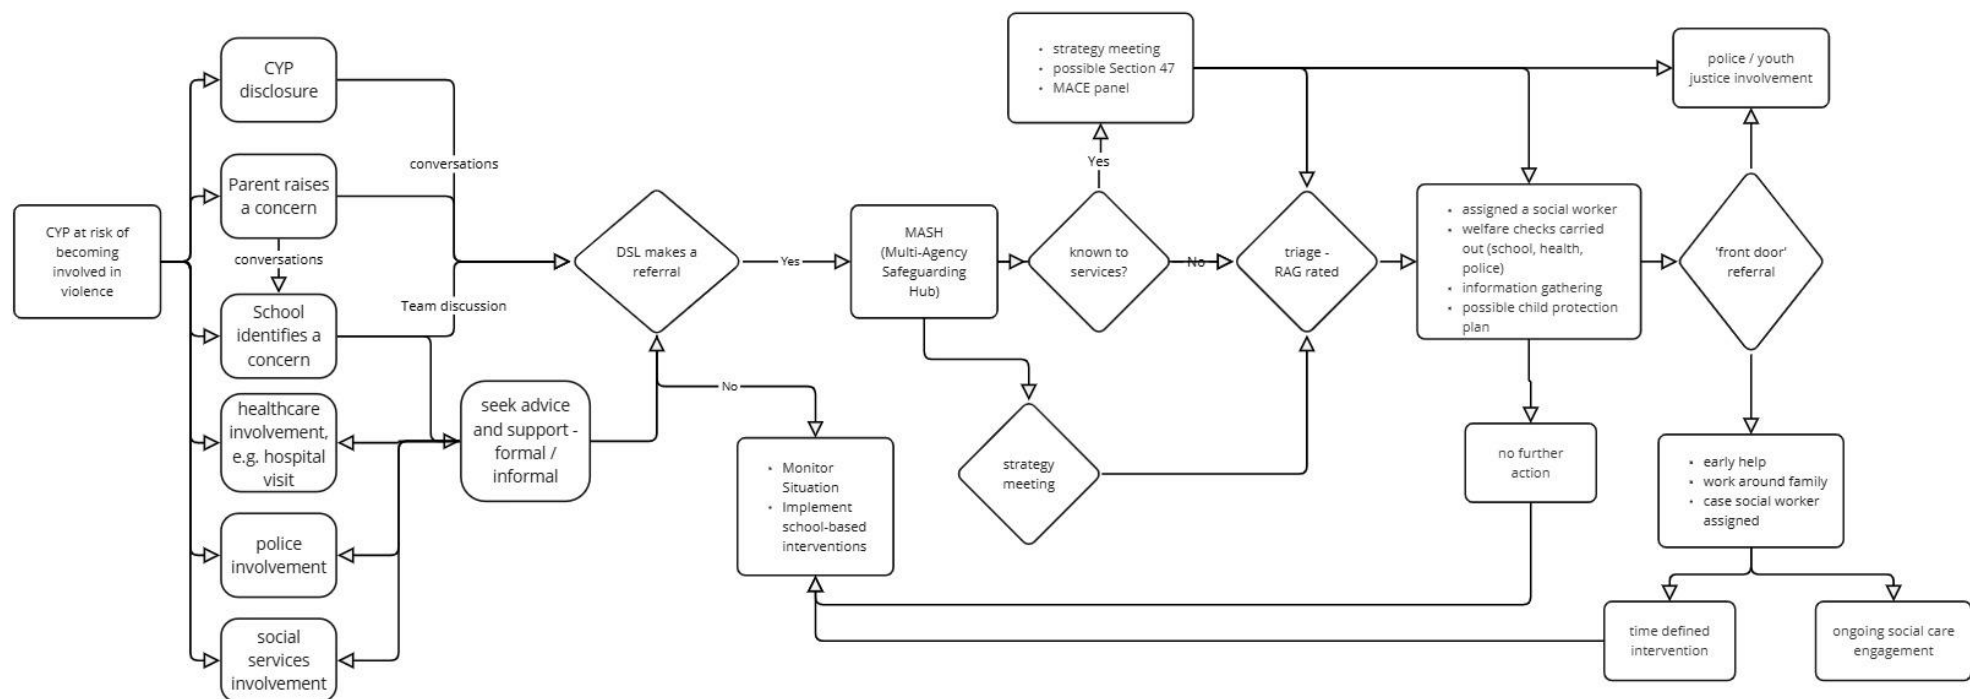 CYP at risk of
becoming
involved in
violence
CYP
disclosure
Parent raises
a concern
conversations
School
identifies a
concern
healthcare
involvement,
e.g. hospital
visit
police
involvement
social
services
involvement
conversations
Team discussion
seek advice
and support -
formal /
informal
DSL makes a
referral
Yes
No
• Monitor
Situation
• Implement
school-based
interventions
MASH
(Multi-Agency
Safeguarding
Hub)
known to
services?
Yes
No
• strategy meeting
• possible Section 47
• MACE panel
strategy
meeting
triage -
RAG rated
• assigned a social worker
• welfare checks carried
out (school, health,
police)
• information gathering
• possible child protection
plan
no further
action
'front door'
referral
police / youth
justice involvement
• early help
• work around family
• case social worker
assigned
time defined
intervention
ongoing social care
engagement